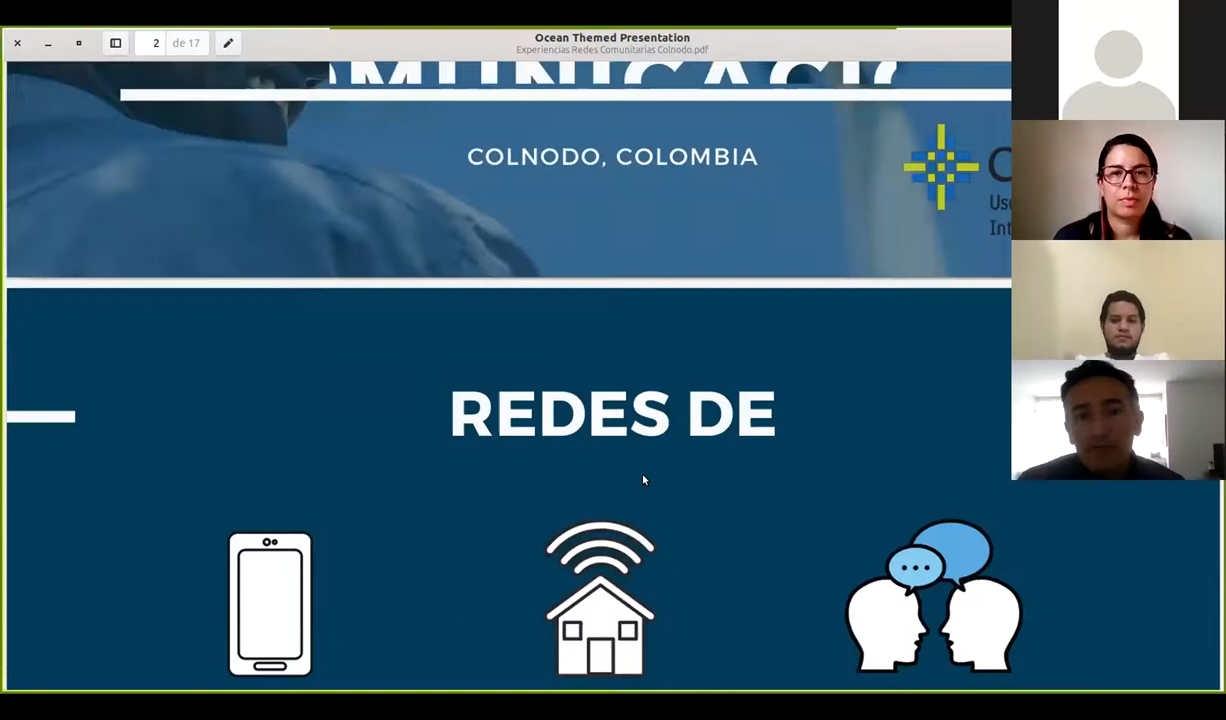 2 de 17
Ocean Themed Presentation
Experiencias Redes Comunitarias Colnodo.pdf
COLNODO, COLOMBIA
REDES DE